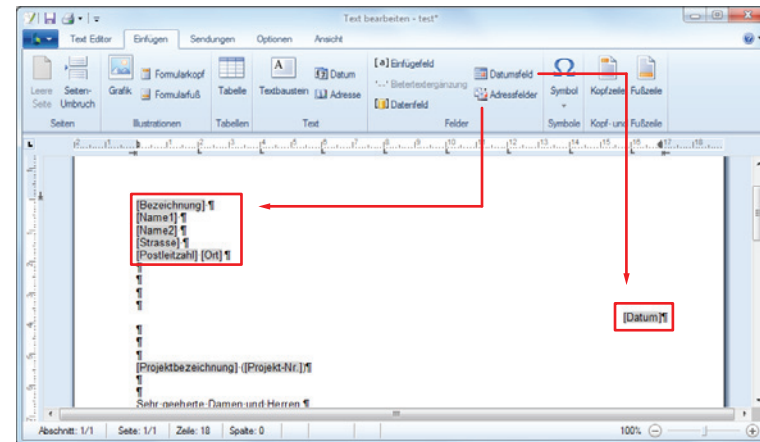 Text bearbeiten - test*
Text Editor Einfügen Sendungen Optionen Ansicht
Leere Seite
Seiten-Umbruch
Grafik
Formularkopf
Formularfuß
Tabelle
Textbaustein
Datum
Adresse
[a] Einfügefeld
Betertextergänzung
Datenfeld
Datumsfeld
Adressfelder
Symbol
Kopfzeile
Fußzeile
Seiten Illustrationen Tabellen Text Felder Symbole Kopf- und Fußzeile
[Bezeichnung] ¶
[Name1] ¶
[Name2] ¶
[Strasse] ¶
[Postleitzahl] [Ort] ¶
¶
¶
¶
¶
[Datum]¶
¶
¶
¶
[Projektbezeichnung] ([Projekt-Nr.])¶
¶
¶
Sehr geehrte Damen und Herren ¶
Abschnitt: 1/1 Seite: 1/1 Zeile: 18 Spalte: 0 100%